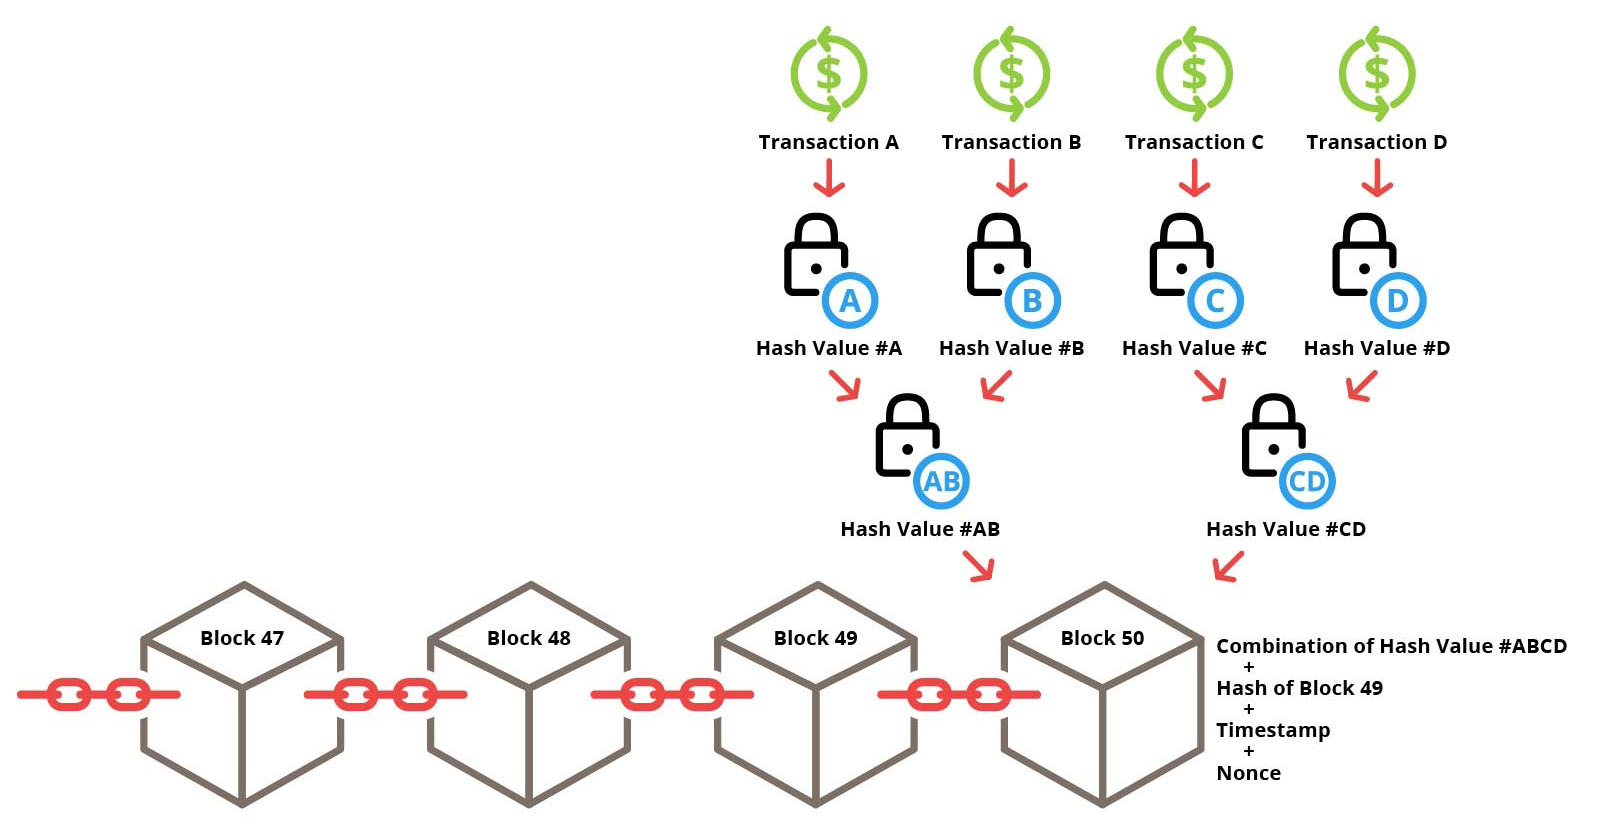 $ $ $ $
Transaction A Transaction B Transaction C Transaction D
A B C D
Hash Value #A Hash Value #B Hash Value #C Hash Value #D
AB CD
Hash Value #AB Hash Value #CD
Block 47 Block 48 Block 49 Block 50
Combination of Hash Value #ABCD
+
Hash of Block 49
+
Timestamp
+
Nonce